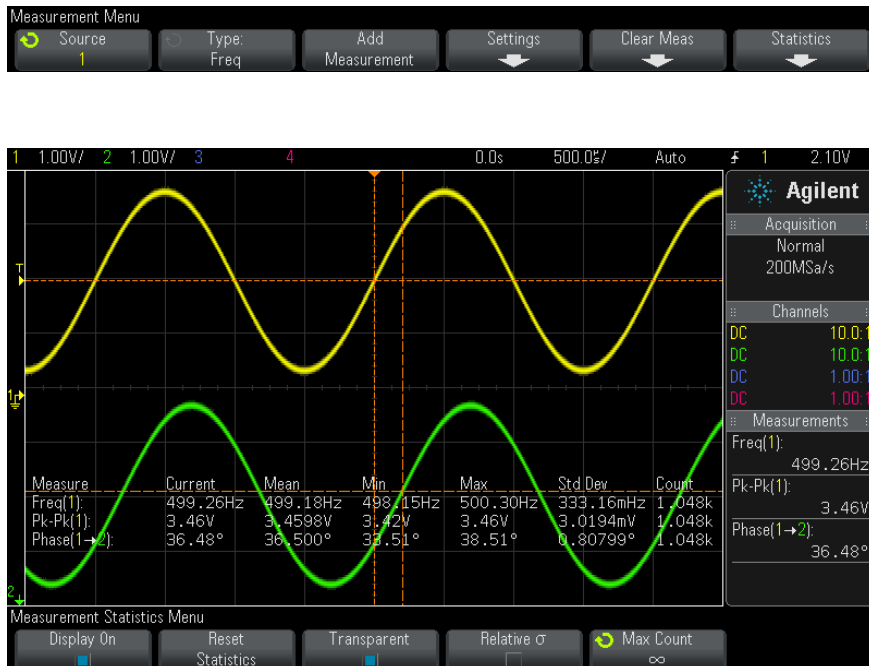 Measurement Menu
Source Type: Add Settings Clear Meas Statistics
1 Freq Measurement
1 1.00V/ 2 1.00V/ 3 4 0.0s 500.0µs/ Auto 1 2.10V
Agilent
Acquisition
Normal
200MSa/s
Channels
DC 10.0:1
DC 10.0:1
DC 1.00:1
DC 1.00:1
Measurements
Freq(1):
499.26Hz
Pk-Pk(1):
3.46V
Phase(1→2):
36.48°
T
1
2
Measure Current Mean Min Max Std Dev Count
Freq(1): 499.26Hz 499.18Hz 498.15Hz 500.30Hz 333.16mHz 1.048k
Pk-Pk(1): 3.46V 3.4598V 3.42V 3.46V 3.0194mV 1.048k
Phase(1→2): 36.48° 36.500° 33.51° 38.51° 0.80799° 1.048k
Measurement Statistics Menu
Display On Reset Transparent Relative σ Max Count
Statistics ∞